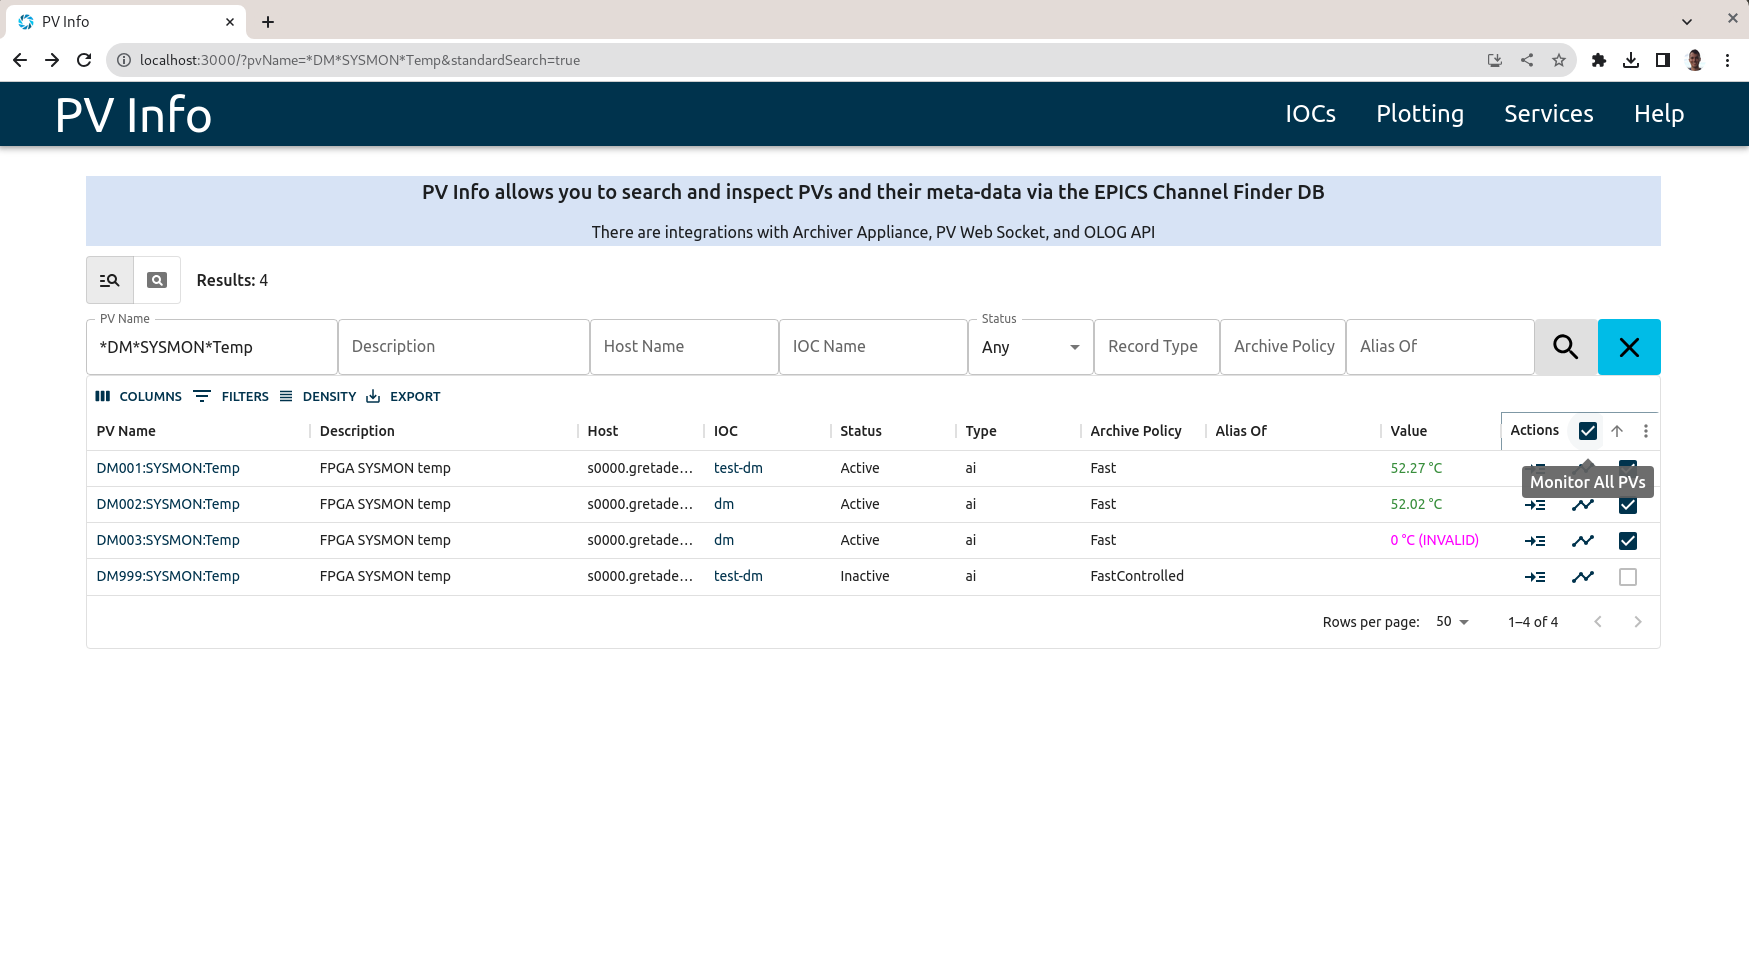 PV Info
localhost:3000/?pvName=*DM*SYSMON*Temp&standardSearch=true
PV Info IOCs Plotting Services Help
PV Info allows you to search and inspect PVs and their meta-data via the EPICS Channel Finder DB
There are integrations with Archiver Appliance, PV Web Socket, and OLOG API
Results: 4
PV Name Status
*DM*SYSMON*Temp Description Host Name IOC Name Any Record Type Archive Policy Alias Of
COLUMNS FILTERS DENSITY EXPORT
PV Name Description Host IOC Status Type Archive Policy Alias Of Value Actions
DM001:SYSMON:Temp FPGA SYSMON temp s0000.gretade... test-dm Active ai Fast 52.27 °C
Monitor All PVs
DM002:SYSMON:Temp FPGA SYSMON temp s0000.gretade... dm Active ai Fast 52.02 °C
DM003:SYSMON:Temp FPGA SYSMON temp s0000.gretade... dm Active ai Fast 0 °C (INVALID)
DM999:SYSMON:Temp FPGA SYSMON temp s0000.gretade... test-dm Inactive ai FastControlled
Rows per page: 50 1–4 of 4